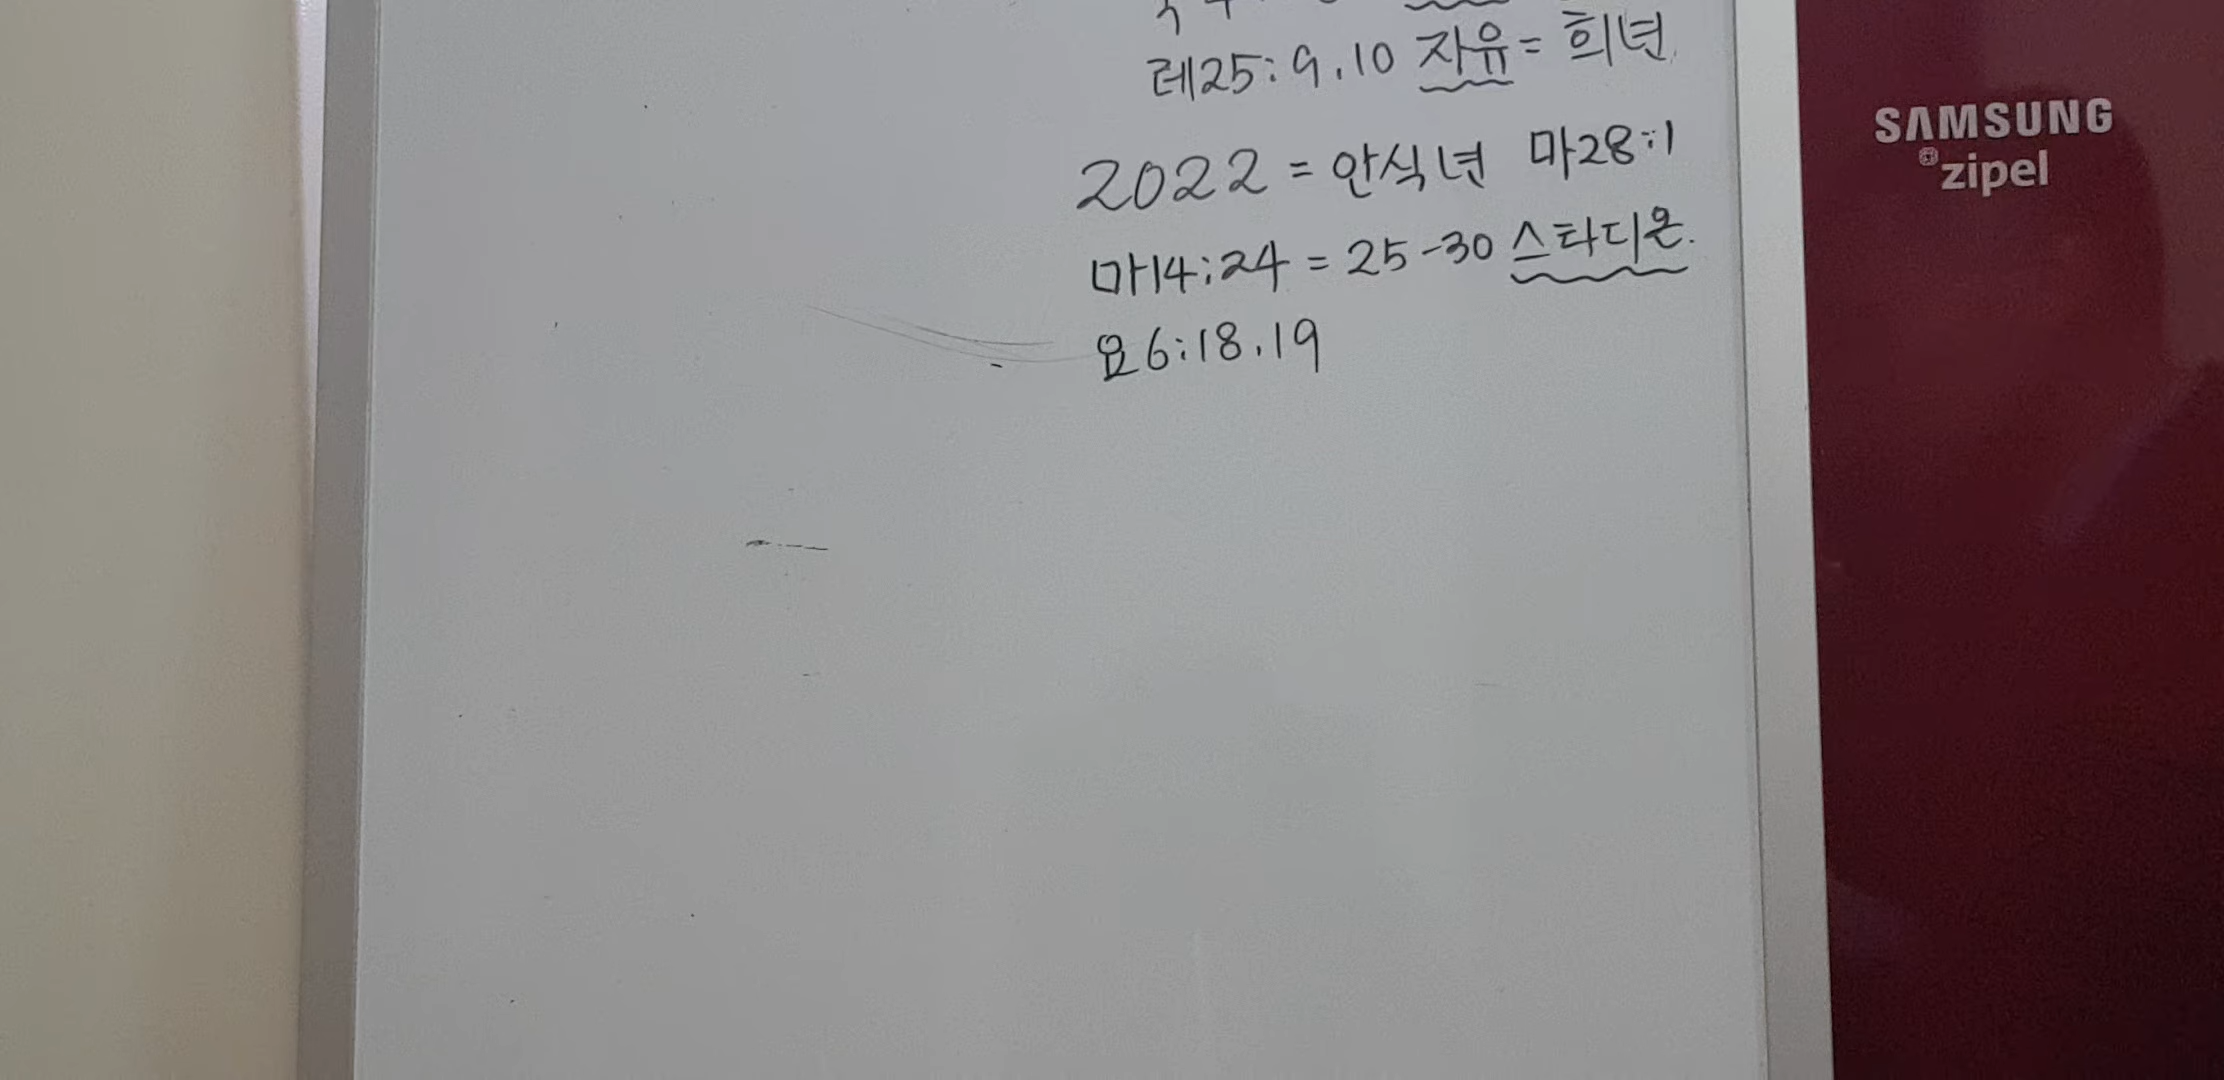 레25:9.10 자유=희년.
2022=안식년 마28:1
마14:24=25-30 스타디온.
요6:18.19
SAMSUNG
zipel